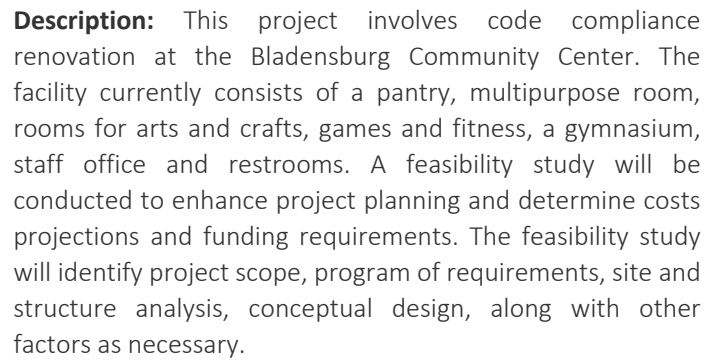 Description: This project involves code compliance
renovation at the Bladensburg Community Center. The
facility currently consists of a pantry, multipurpose room,
rooms for arts and crafts, games and fitness, a gymnasium,
staff office and restrooms. A feasibility study will be
conducted to enhance project planning and determine costs
projections and funding requirements. The feasibility study
will identify project scope, program of requirements, site and
structure analysis, conceptual design, along with other
factors as necessary.